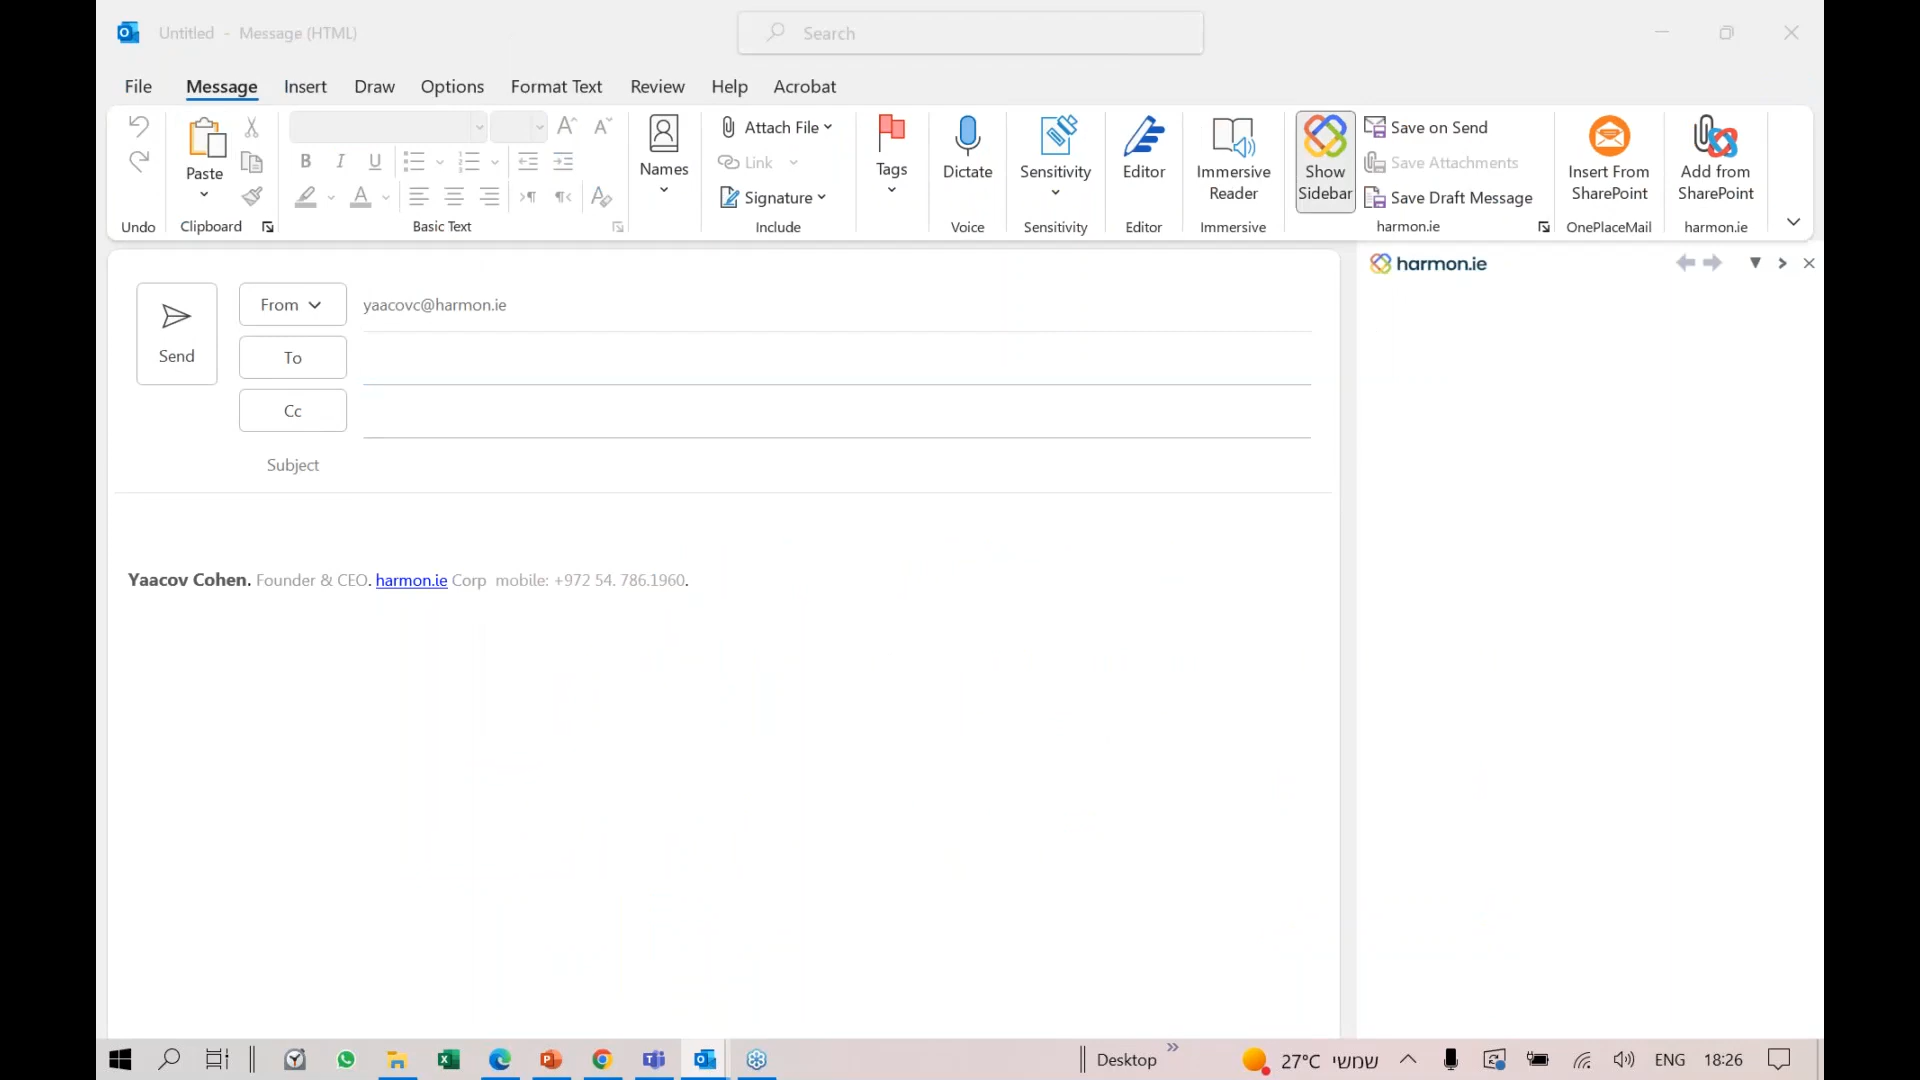 Untitled - Message (HTML)
Search
File Message Insert Draw Options Format Text Review Help Acrobat
Paste
B I U
Names
Attach File
Link
Signature
Tags
Dictate
Sensitivity
Editor
Immersive Reader
Show Sidebar
Save on Send
Save Attachments
Save Draft Message
Insert From SharePoint
Add from SharePoint
Undo Clipboard Basic Text Include Voice Sensitivity Editor Immersive harmon.ie OnePlaceMail harmon.ie
harmon.ie
Send
From yaacovc@harmon.ie
To
Cc
Subject
Yaacov Cohen. Founder & CEO. harmon.ie Corp mobile: +972 54. 786.1960.
Desktop 27°C שמשי ENG 18:26